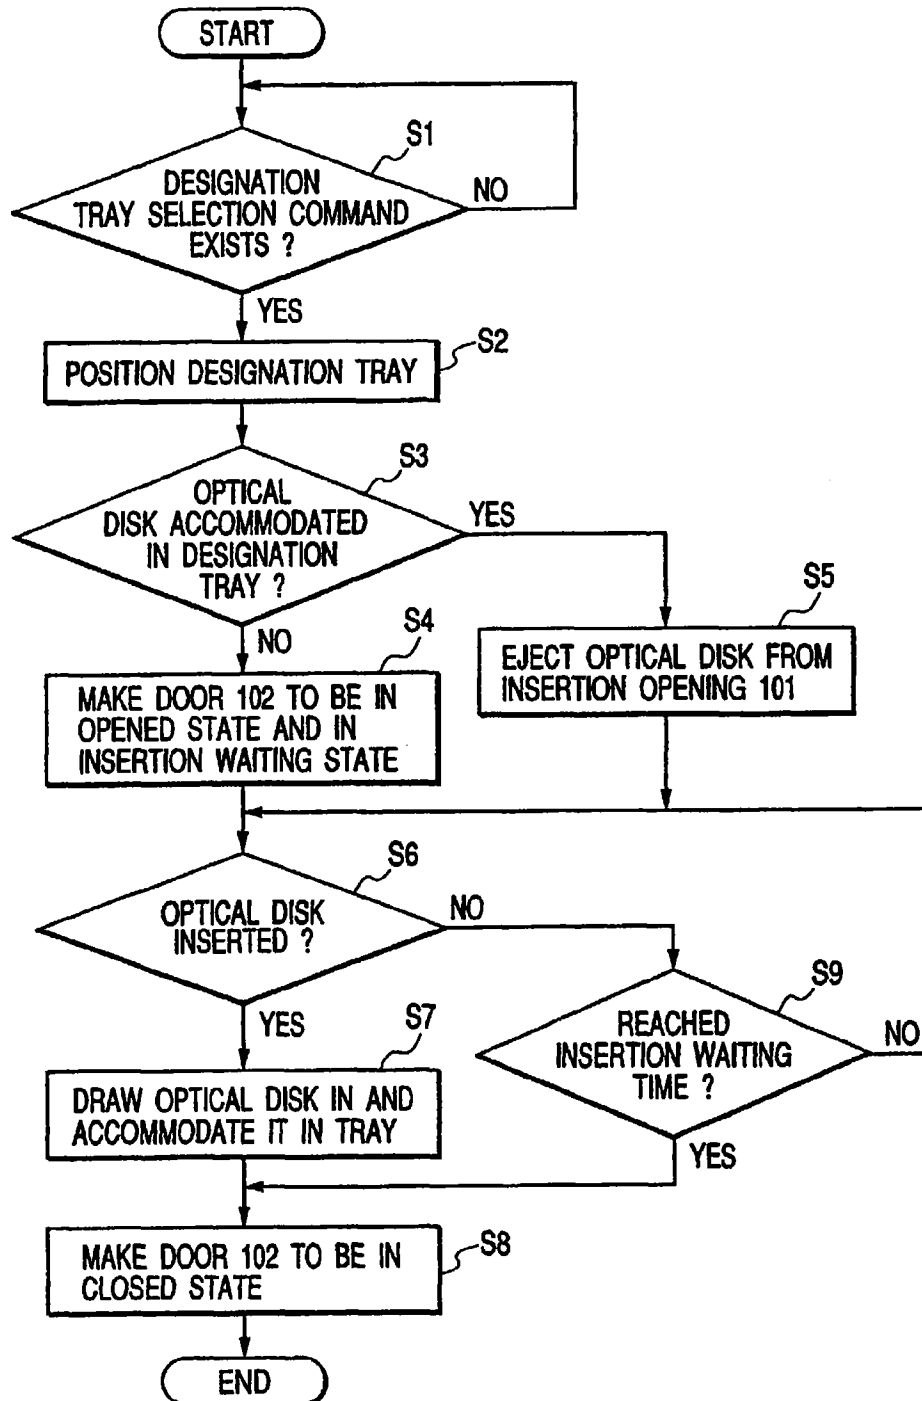 START
S1
DESIGNATION
TRAY SELECTION COMMAND
EXISTS ?
NO
YES
S2
POSITION DESIGNATION TRAY
S3
OPTICAL
DISK ACCOMMODATED
IN DESIGNATION
TRAY ?
YES
NO
S4
MAKE DOOR 102 TO BE IN
OPENED STATE AND IN
INSERTION WAITING STATE
S5
EJECT OPTICAL DISK FROM
INSERTION OPENING 101
S6
OPTICAL DISK
INSERTED ?
NO
YES
S9
REACHED
INSERTION WAITING
TIME ?
NO
YES
S7
DRAW OPTICAL DISK IN AND
ACCOMMODATE IT IN TRAY
S8
MAKE DOOR 102 TO BE IN
CLOSED STATE
END